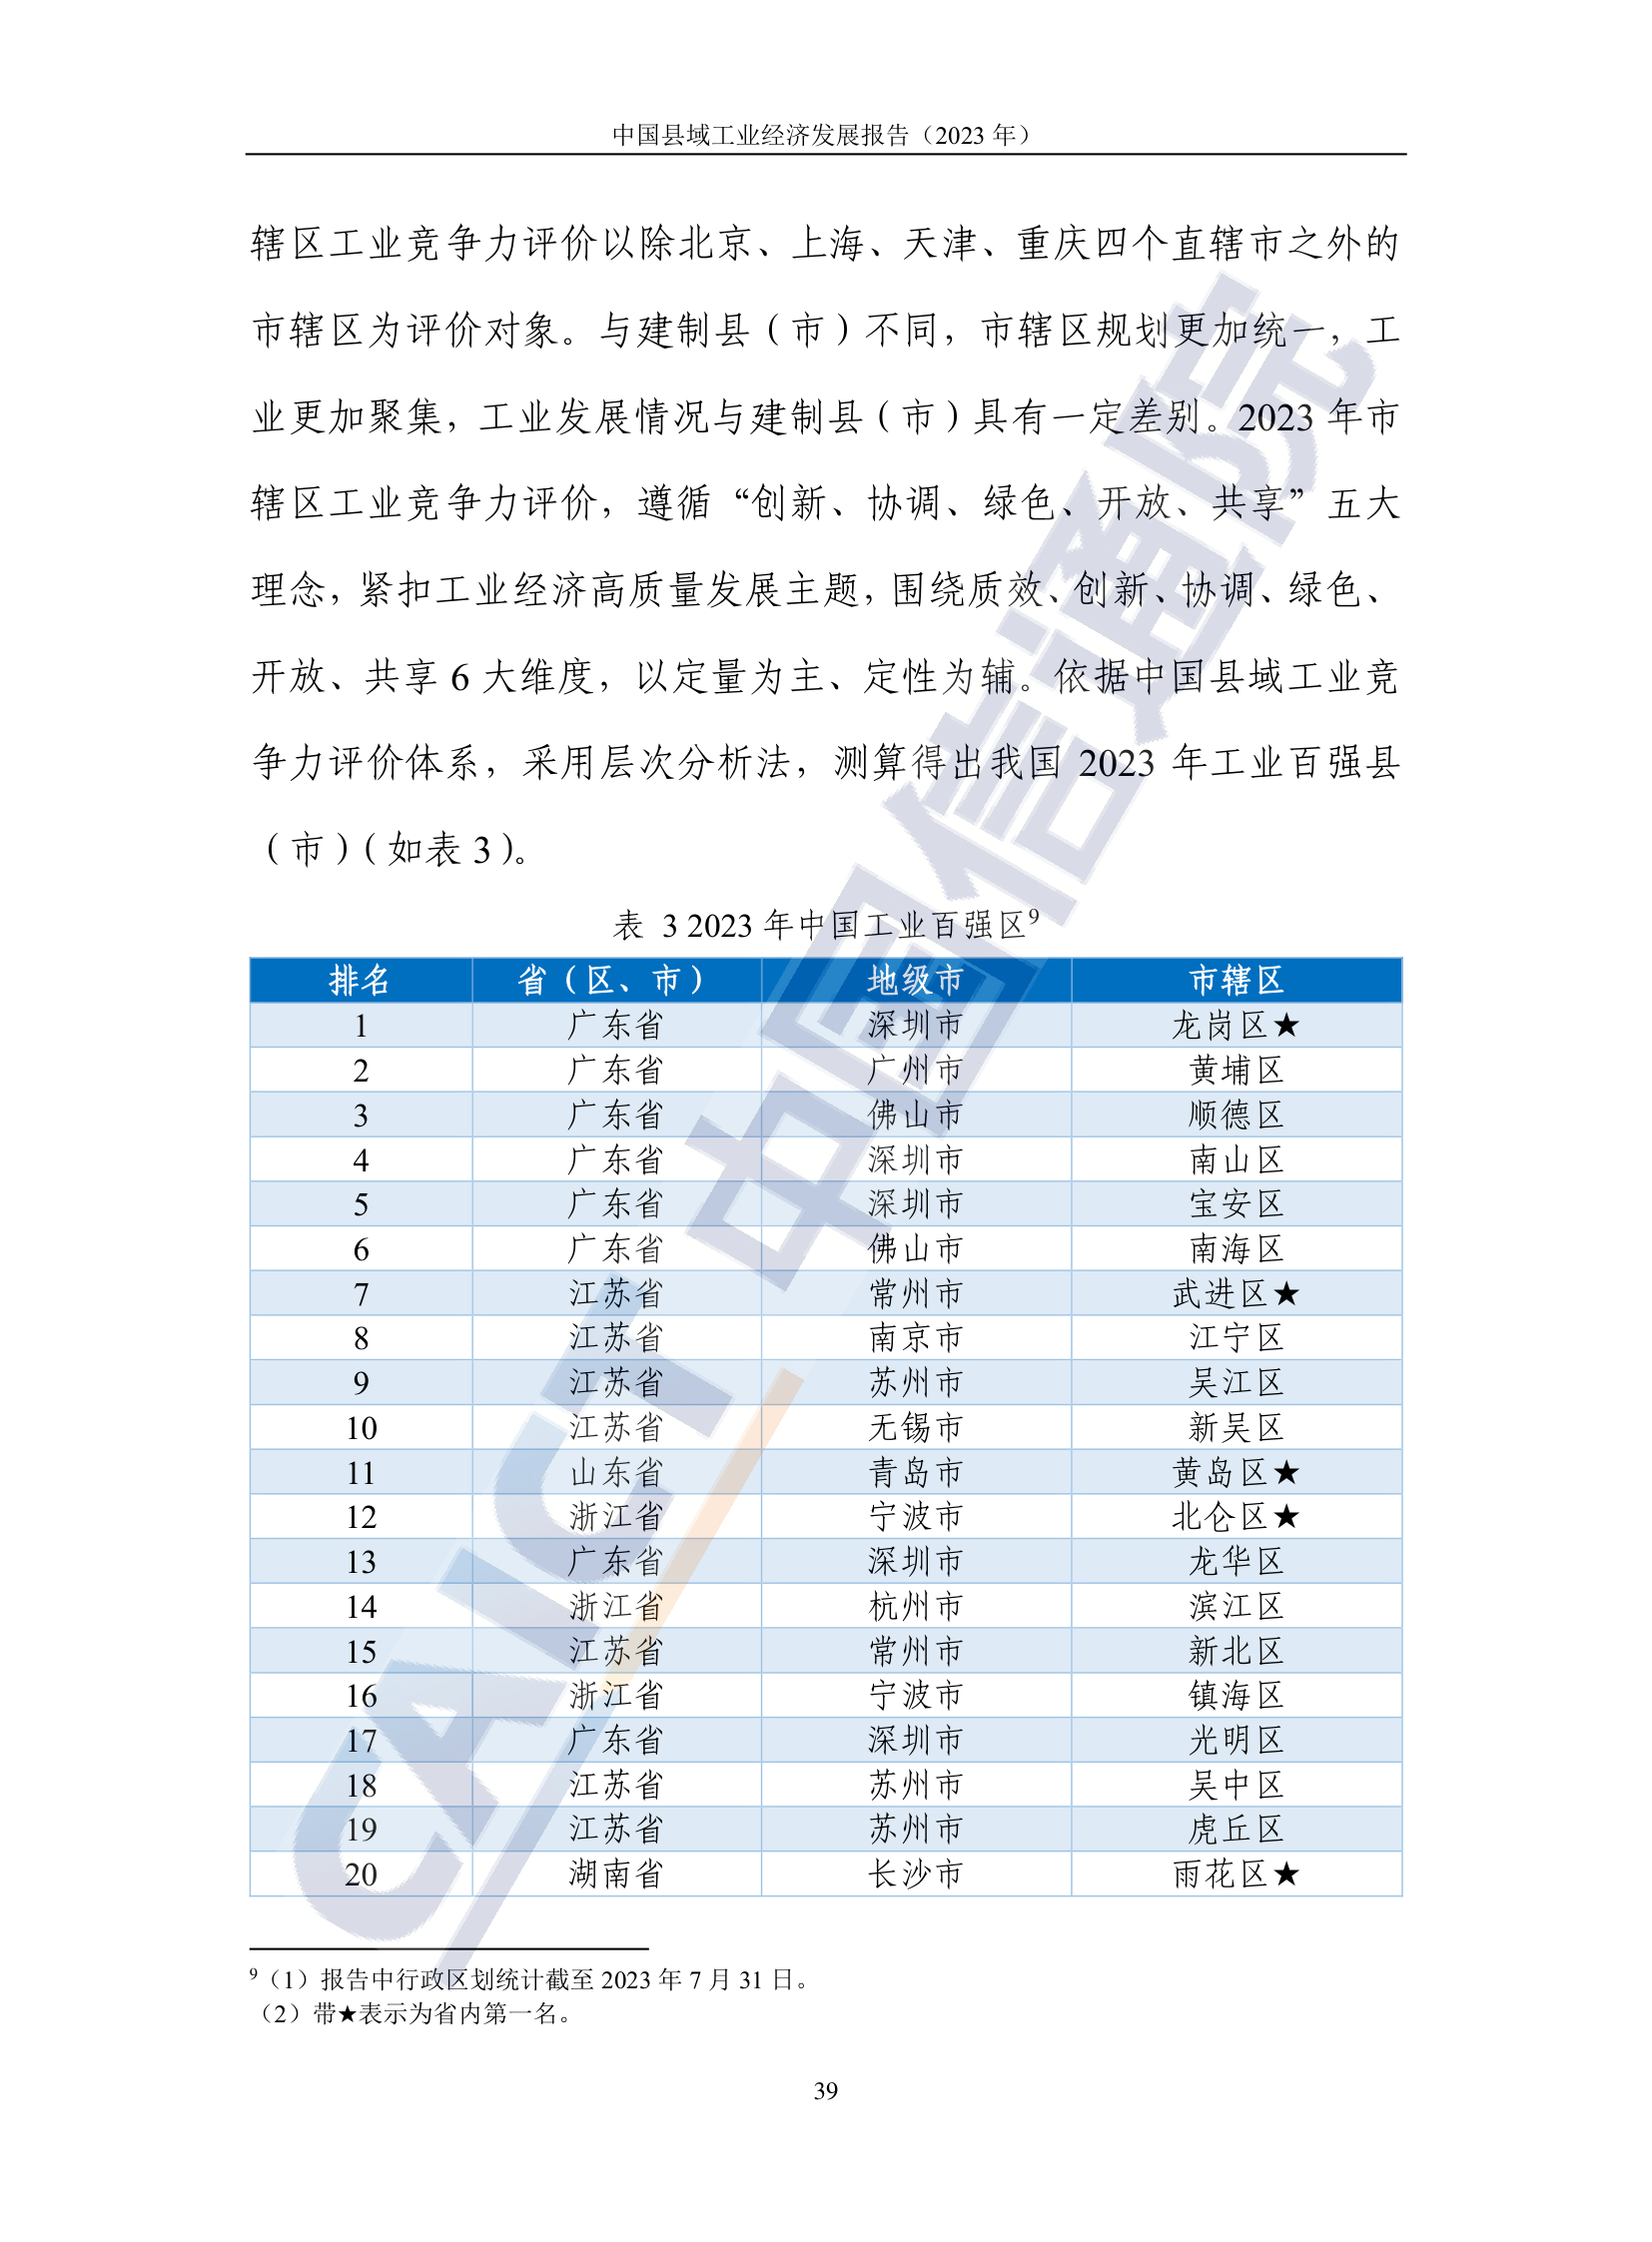 中国县域工业经济发展报告（2023 年）
辖区工业竞争力评价以除北京、上海、天津、重庆四个直辖市之外的
市辖区为评价对象。与建制县（市）不同，市辖区规划更加统一，工
业更加聚集，工业发展情况与建制县（市）具有一定差别。2023 年市
辖区工业竞争力评价，遵循“创新、协调、绿色、开放、共享”五大
理念，紧扣工业经济高质量发展主题，围绕质效、创新、协调、绿色、
开放、共享 6 大维度，以定量为主、定性为辅。依据中国县域工业竞
争力评价体系，采用层次分析法，测算得出我国 2023 年工业百强县
（市）（如表 3）。
表 3 2023 年中国工业百强区9
排名 省（区、市） 地级市 市辖区
1 广东省 深圳市 龙岗区★
2 广东省 广州市 黄埔区
3 广东省 佛山市 顺德区
4 广东省 深圳市 南山区
5 广东省 深圳市 宝安区
6 广东省 佛山市 南海区
7 江苏省 常州市 武进区★
8 江苏省 南京市 江宁区
9 江苏省 苏州市 吴江区
10 江苏省 无锡市 新吴区
11 山东省 青岛市 黄岛区★
12 浙江省 宁波市 北仑区★
13 广东省 深圳市 龙华区
14 浙江省 杭州市 滨江区
15 江苏省 常州市 新北区
16 浙江省 宁波市 镇海区
17 广东省 深圳市 光明区
18 江苏省 苏州市 吴中区
19 江苏省 苏州市 虎丘区
20 湖南省 长沙市 雨花区★
9（1）报告中行政区划统计截至 2023 年 7 月 31 日。
（2）带★表示为省内第一名。
39
CAICT 中国信通院